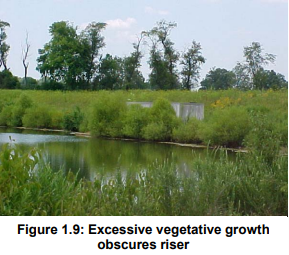 Figure 1.9: Excessive vegetative growth
obscures riser